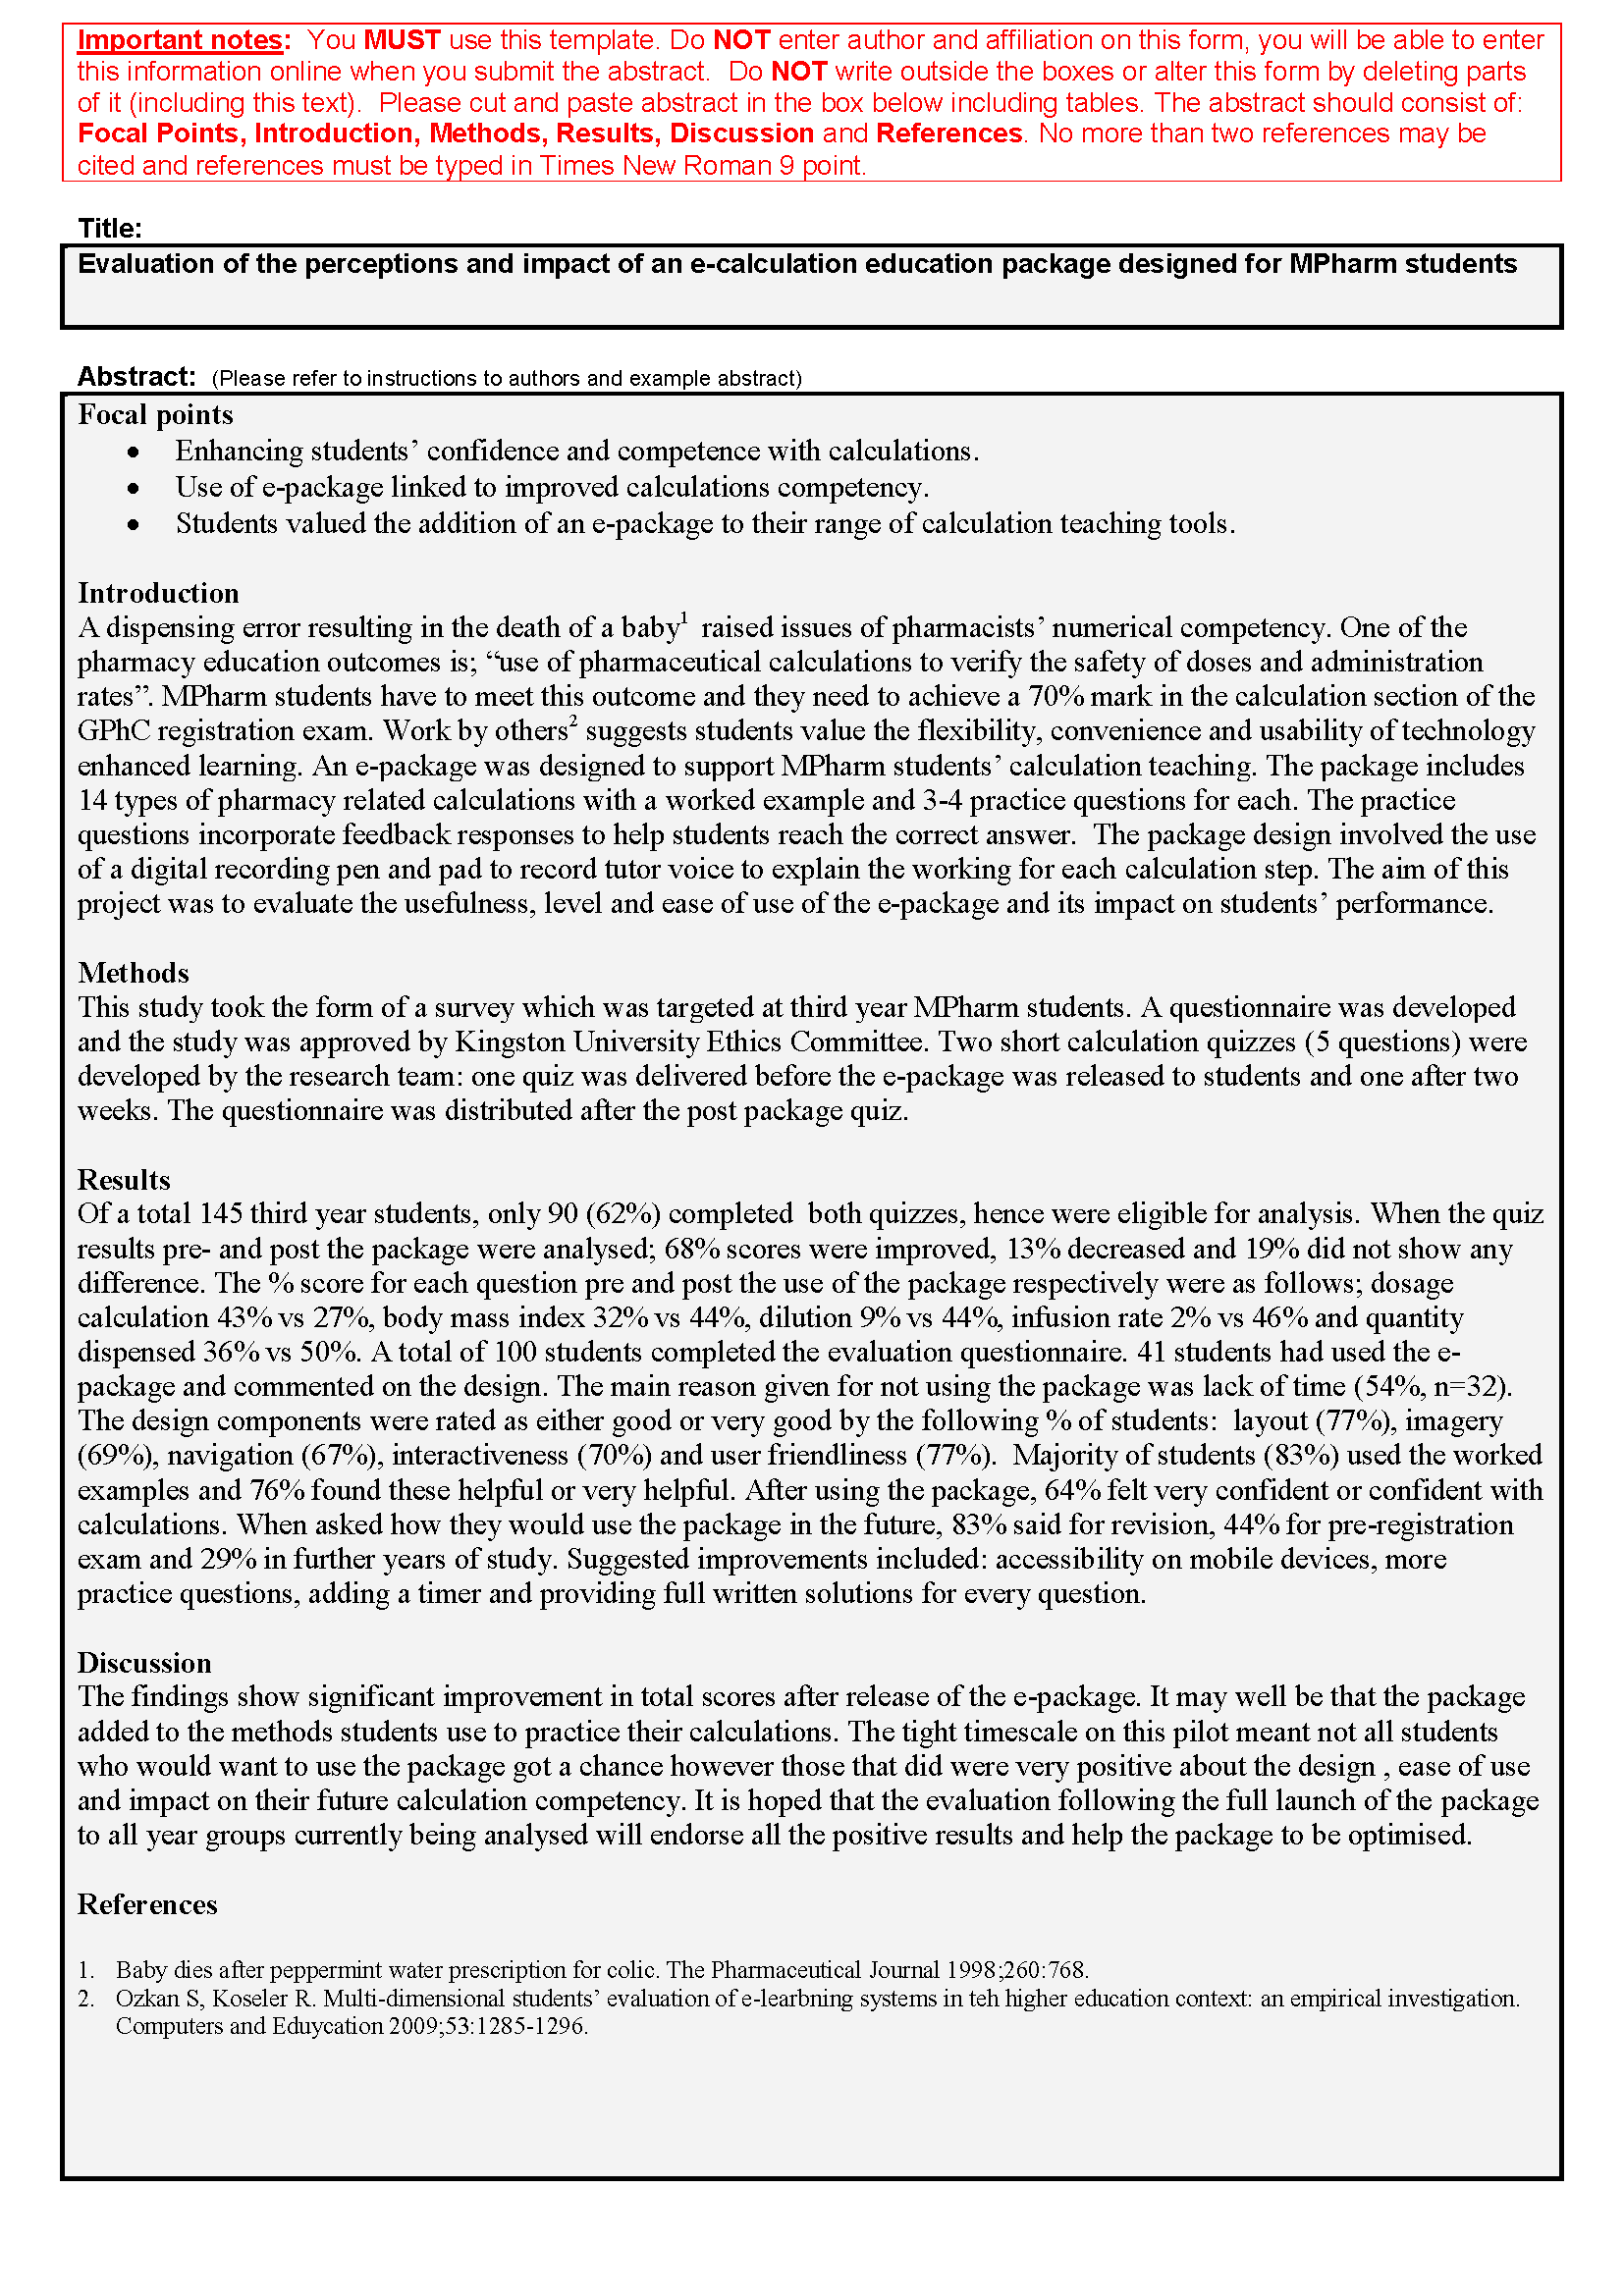 Important notes:  You MUST use this template. Do NOT enter author and affiliation on this form, you will be able to enter
this information online when you submit the abstract.  Do NOT write outside the boxes or alter this form by deleting parts
of it (including this text).  Please cut and paste abstract in the box below including tables. The abstract should consist of:
Focal Points, Introduction, Methods, Results, Discussion and References. No more than two references may be
cited and references must be typed in Times New Roman 9 point.
Title:
Evaluation of the perceptions and impact of an e-calculation education package designed for MPharm students
Abstract:  (Please refer to instructions to authors and example abstract)
Focal points
• Enhancing students’ confidence and competence with calculations.
• Use of e-package linked to improved calculations competency.
• Students valued the addition of an e-package to their range of calculation teaching tools.
Introduction
A dispensing error resulting in the death of a baby¹  raised issues of pharmacists’ numerical competency. One of the
pharmacy education outcomes is; “use of pharmaceutical calculations to verify the safety of doses and administration
rates”. MPharm students have to meet this outcome and they need to achieve a 70% mark in the calculation section of the
GPhC registration exam. Work by others² suggests students value the flexibility, convenience and usability of technology
enhanced learning. An e-package was designed to support MPharm students’ calculation teaching. The package includes
14 types of pharmacy related calculations with a worked example and 3-4 practice questions for each. The practice
questions incorporate feedback responses to help students reach the correct answer.  The package design involved the use
of a digital recording pen and pad to record tutor voice to explain the working for each calculation step. The aim of this
project was to evaluate the usefulness, level and ease of use of the e-package and its impact on students’ performance.
Methods
This study took the form of a survey which was targeted at third year MPharm students. A questionnaire was developed
and the study was approved by Kingston University Ethics Committee. Two short calculation quizzes (5 questions) were
developed by the research team: one quiz was delivered before the e-package was released to students and one after two
weeks. The questionnaire was distributed after the post package quiz.
Results
Of a total 145 third year students, only 90 (62%) completed  both quizzes, hence were eligible for analysis. When the quiz
results pre- and post the package were analysed; 68% scores were improved, 13% decreased and 19% did not show any
difference. The % score for each question pre and post the use of the package respectively were as follows; dosage
calculation 43% vs 27%, body mass index 32% vs 44%, dilution 9% vs 44%, infusion rate 2% vs 46% and quantity
dispensed 36% vs 50%. A total of 100 students completed the evaluation questionnaire. 41 students had used the e-
package and commented on the design. The main reason given for not using the package was lack of time (54%, n=32).
The design components were rated as either good or very good by the following % of students:  layout (77%), imagery
(69%), navigation (67%), interactiveness (70%) and user friendliness (77%).  Majority of students (83%) used the worked
examples and 76% found these helpful or very helpful. After using the package, 64% felt very confident or confident with
calculations. When asked how they would use the package in the future, 83% said for revision, 44% for pre-registration
exam and 29% in further years of study. Suggested improvements included: accessibility on mobile devices, more
practice questions, adding a timer and providing full written solutions for every question.
Discussion
The findings show significant improvement in total scores after release of the e-package. It may well be that the package
added to the methods students use to practice their calculations. The tight timescale on this pilot meant not all students
who would want to use the package got a chance however those that did were very positive about the design , ease of use
and impact on their future calculation competency. It is hoped that the evaluation following the full launch of the package
to all year groups currently being analysed will endorse all the positive results and help the package to be optimised.
References
1. Baby dies after peppermint water prescription for colic. The Pharmaceutical Journal 1998;260:768.
2. Ozkan S, Koseler R. Multi-dimensional students’ evaluation of e-learbning systems in teh higher education context: an empirical investigation.
Computers and Eduycation 2009;53:1285-1296.